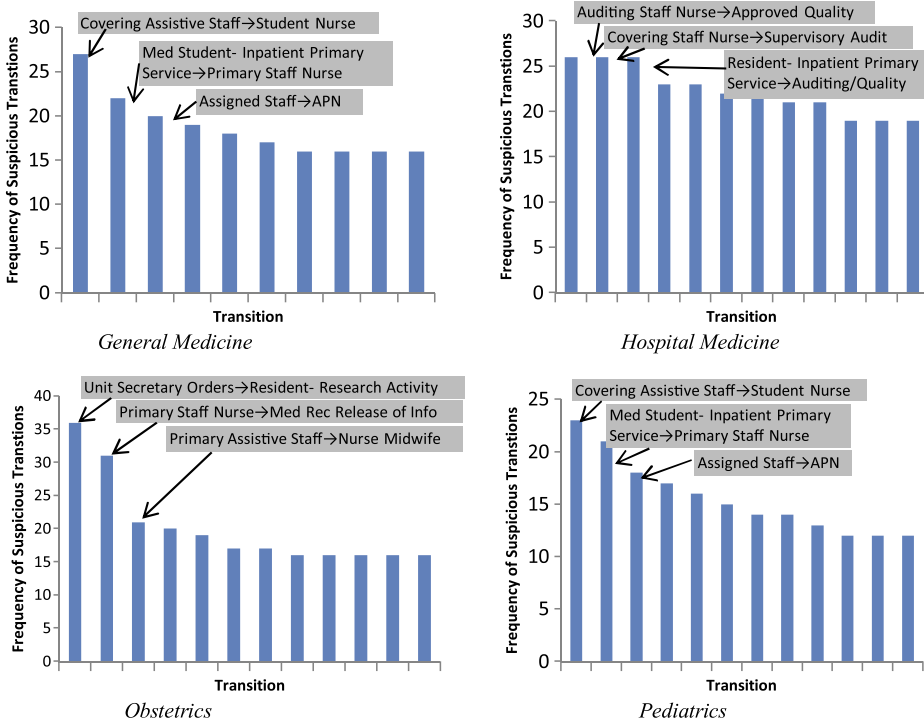 Frequency of Suspicious Transtions
30
25
20
15
10
5
0
Covering Assistive Staff→Student Nurse
Med Student- Inpatient Primary
Service→Primary Staff Nurse
Assigned Staff→APN
Transition
General Medicine
Frequency of Suspicious Transtions
30
25
20
15
10
5
0
Auditing Staff Nurse→Approved Quality
Covering Staff Nurse→Supervisory Audit
Resident- Inpatient Primary
Service→Auditing/Quality
Transition
Hospital Medicine
Frequency of Suspicious Transtions
40
35
30
25
20
15
10
5
0
Unit Secretary Orders→Resident- Research Activity
Primary Staff Nurse→Med Rec Release of Info
Primary Assistive Staff→Nurse Midwife
Transition
Obstetrics
Frequency of Suspicious Transtions
25
20
15
10
5
0
Covering Assistive Staff→Student Nurse
Med Student- Inpatient Primary
Service→Primary Staff Nurse
Assigned Staff→APN
Transition
Pediatrics